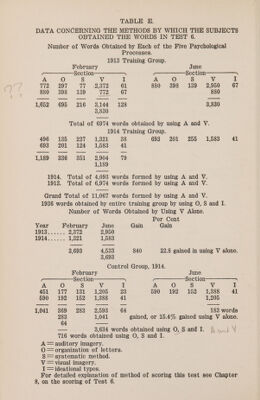 ??
TABLE E.
DATA CONCERNING THE METHODS BY WHICH THE SUBJECTS
OBTAINED THE WORDS IN TEST 6.
Number of Words Obtained by Each of the Five Psychological
Processes.
1913 Training Group.
February June
Section Section
A O S V I A O S V I
772 297 77 2,372 61 880 398 139 2,950 67
880 398 139 772 67 880
1,652 695 216 3,144 128 3,830
3,830
Total of 6974 words obtained by using A and V.
1914 Training Group.
496 135 237 1,321 38 693 201 255 1,583 41
693 201 124 1,583 41
1,189 336 351 2,904 79
1,189
1914. Total of 4,093 words formed by using A and V.
1913. Total of 6,974 words formed by using A and V.
Grand Total of 11,067 words formed by using A and V.
1936 words obtained by entire training group by using O, S and I.
Number of Words Obtained by Using V Alone.
Per Cent
Year February June Gain Gain
1913...... 2,372 2,950
1914...... 1,321 1,583
3,693 4,533 840 22.8 gained in using V alone.
3,693
Control Group, 1914.
February June
Section Section
A O S V I A O S V I
451 177 131 1,205 23 590 192 152 1,388 41
590 192 152 1,388 41 1,205
1,041 369 283 2,593 64 183 words
283 1,041 gained, or 15.4% gained using V alone.
64
3,634 words obtained using O, S and I. A and V
716 words obtained using O, S and I.
A = auditory imagery.
O = organization of letters.
S = systematic method.
V = visual imagery.
I = ideational types.
For detailed explanation of method of scoring this test see Chapter
8, on the scoring of Test 6.